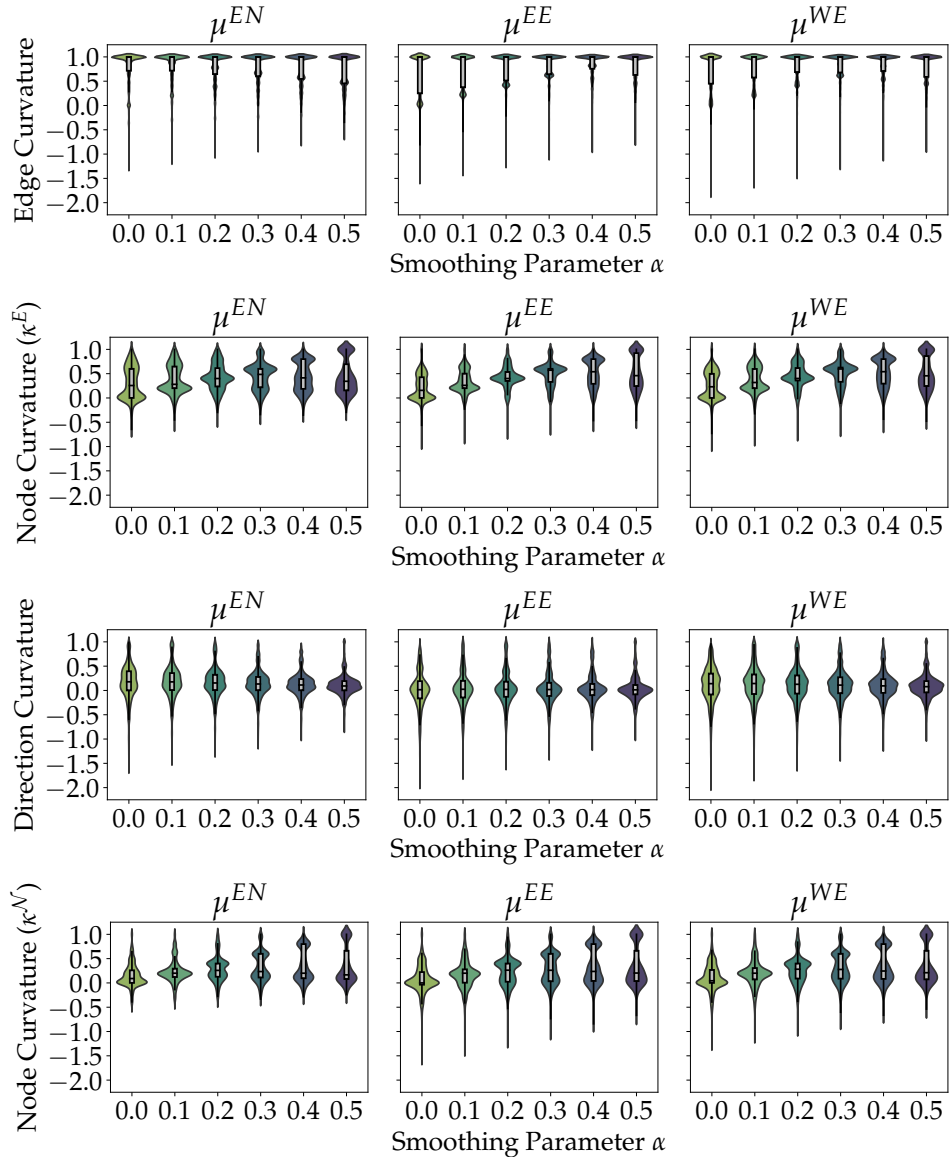 μ^EN μ^EE μ^WE
Edge Curvature
1.0
0.5
0.0
−0.5
−1.0
−1.5
−2.0
0.0 0.1 0.2 0.3 0.4 0.5 0.0 0.1 0.2 0.3 0.4 0.5 0.0 0.1 0.2 0.3 0.4 0.5
Smoothing Parameter α
μ^EN μ^EE μ^WE
Node Curvature (κ^E)
1.0
0.5
0.0
−0.5
−1.0
−1.5
−2.0
0.0 0.1 0.2 0.3 0.4 0.5 0.0 0.1 0.2 0.3 0.4 0.5 0.0 0.1 0.2 0.3 0.4 0.5
Smoothing Parameter α
μ^EN μ^EE μ^WE
Direction Curvature
1.0
0.5
0.0
−0.5
−1.0
−1.5
−2.0
0.0 0.1 0.2 0.3 0.4 0.5 0.0 0.1 0.2 0.3 0.4 0.5 0.0 0.1 0.2 0.3 0.4 0.5
Smoothing Parameter α
μ^EN μ^EE μ^WE
Node Curvature (κ^𝒩)
1.0
0.5
0.0
−0.5
−1.0
−1.5
−2.0
0.0 0.1 0.2 0.3 0.4 0.5 0.0 0.1 0.2 0.3 0.4 0.5 0.0 0.1 0.2 0.3 0.4 0.5
Smoothing Parameter α